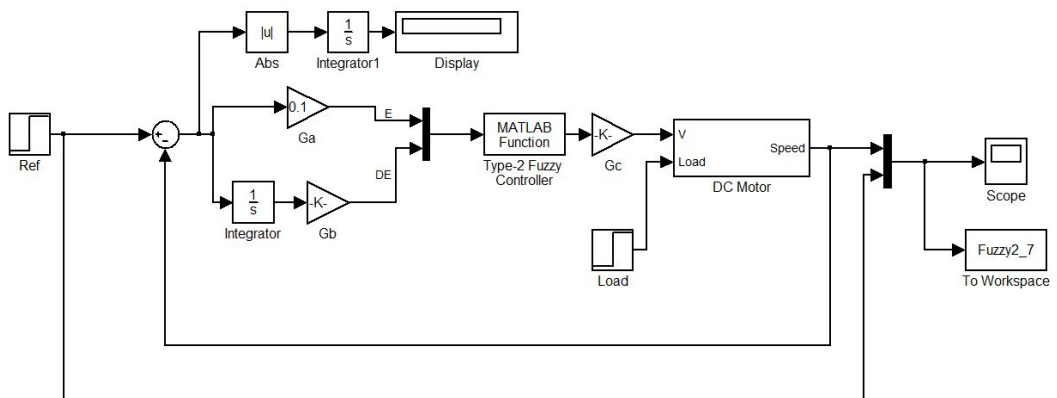 |u|
Abs
1
s
Integrator1
Display
Ref
+
-
0.1
Ga
E
1
s
Integrator
-K-
Gb
DE
MATLAB
Function
Type-2 Fuzzy
Controller
-K-
Gc
V
Load
Speed
DC Motor
Load
Scope
Fuzzy2_7
To Workspace